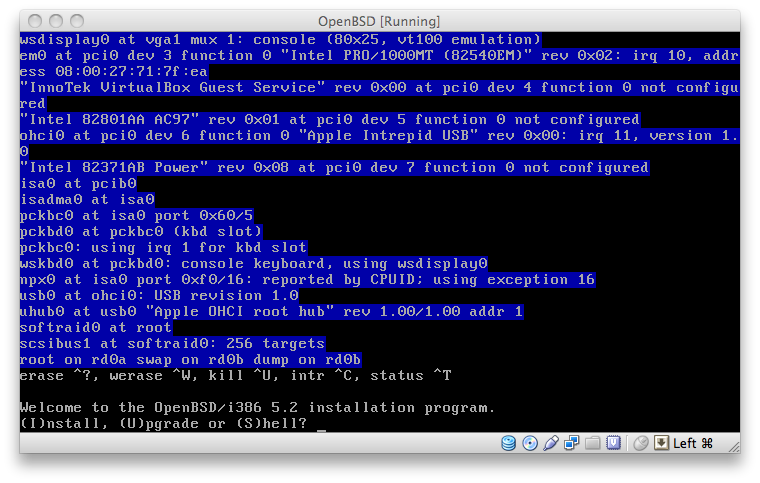 OpenBSD [Running]
wsdisplay0 at vga1 mux 1: console (80x25, vt100 emulation)
em0 at pci0 dev 3 function 0 "Intel PRO/1000MT (82540EM)" rev 0x02: irq 10, addr
ess 08:00:27:71:7f:ea
"InnoTek VirtualBox Guest Service" rev 0x00 at pci0 dev 4 function 0 not configu
red
"Intel 82801AA AC97" rev 0x01 at pci0 dev 5 function 0 not configured
ohci0 at pci0 dev 6 function 0 "Apple Intrepid USB" rev 0x00: irq 11, version 1.
0
"Intel 82371AB Power" rev 0x08 at pci0 dev 7 function 0 not configured
isa0 at pcib0
isadma0 at isa0
pckbc0 at isa0 port 0x60/5
pckbd0 at pckbc0 (kbd slot)
pckbc0: using irq 1 for kbd slot
wskbd0 at pckbd0: console keyboard, using wsdisplay0
npx0 at isa0 port 0xf0/16: reported by CPUID; using exception 16
usb0 at ohci0: USB revision 1.0
uhub0 at usb0 "Apple OHCI root hub" rev 1.00/1.00 addr 1
softraid0 at root
scsibus1 at softraid0: 256 targets
root on rd0a swap on rd0b dump on rd0b
erase ^?, werase ^W, kill ^U, intr ^C, status ^T
Welcome to the OpenBSD/i386 5.2 installation program.
(I)nstall, (U)pgrade or (S)hell? _
Left ⌘